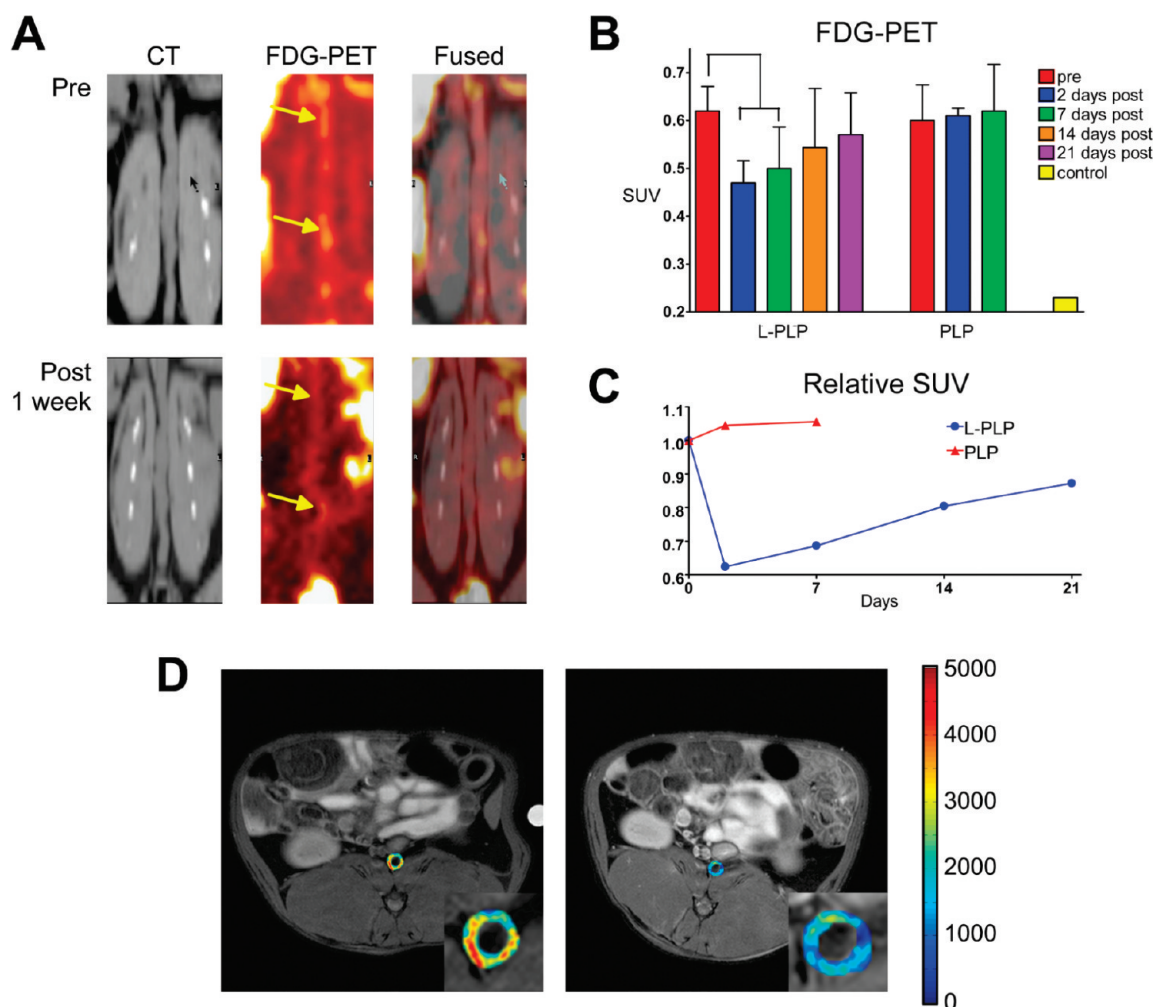 A
CT
FDG-PET
Fused
Pre
Post
1 week
B
FDG-PET
0.7
0.6
0.5
0.4
0.3
0.2
SUV
L-PLP
PLP
pre
2 days post
7 days post
14 days post
21 days post
control
C
Relative SUV
1.1
1.0
0.9
0.8
0.7
0.6
0
7
14
21
Days
L-PLP
PLP
D
5000
4000
3000
2000
1000
0